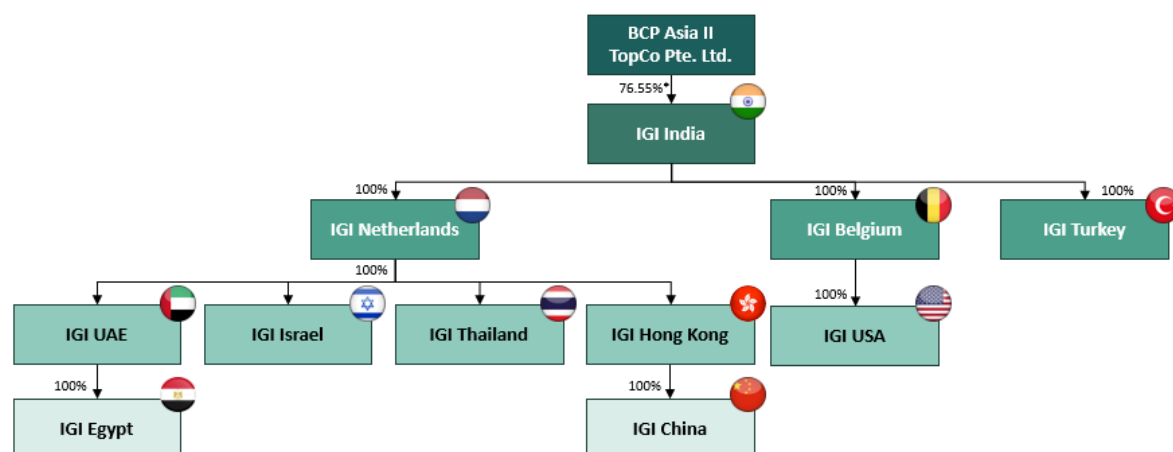 BCP Asia II
TopCo Pte. Ltd.
76.55%*
IGI India
100%
100%
100%
IGI Netherlands
IGI Belgium
IGI Turkey
100%
100%
IGI UAE
IGI Israel
IGI Thailand
IGI Hong Kong
IGI USA
100%
100%
IGI Egypt
IGI China